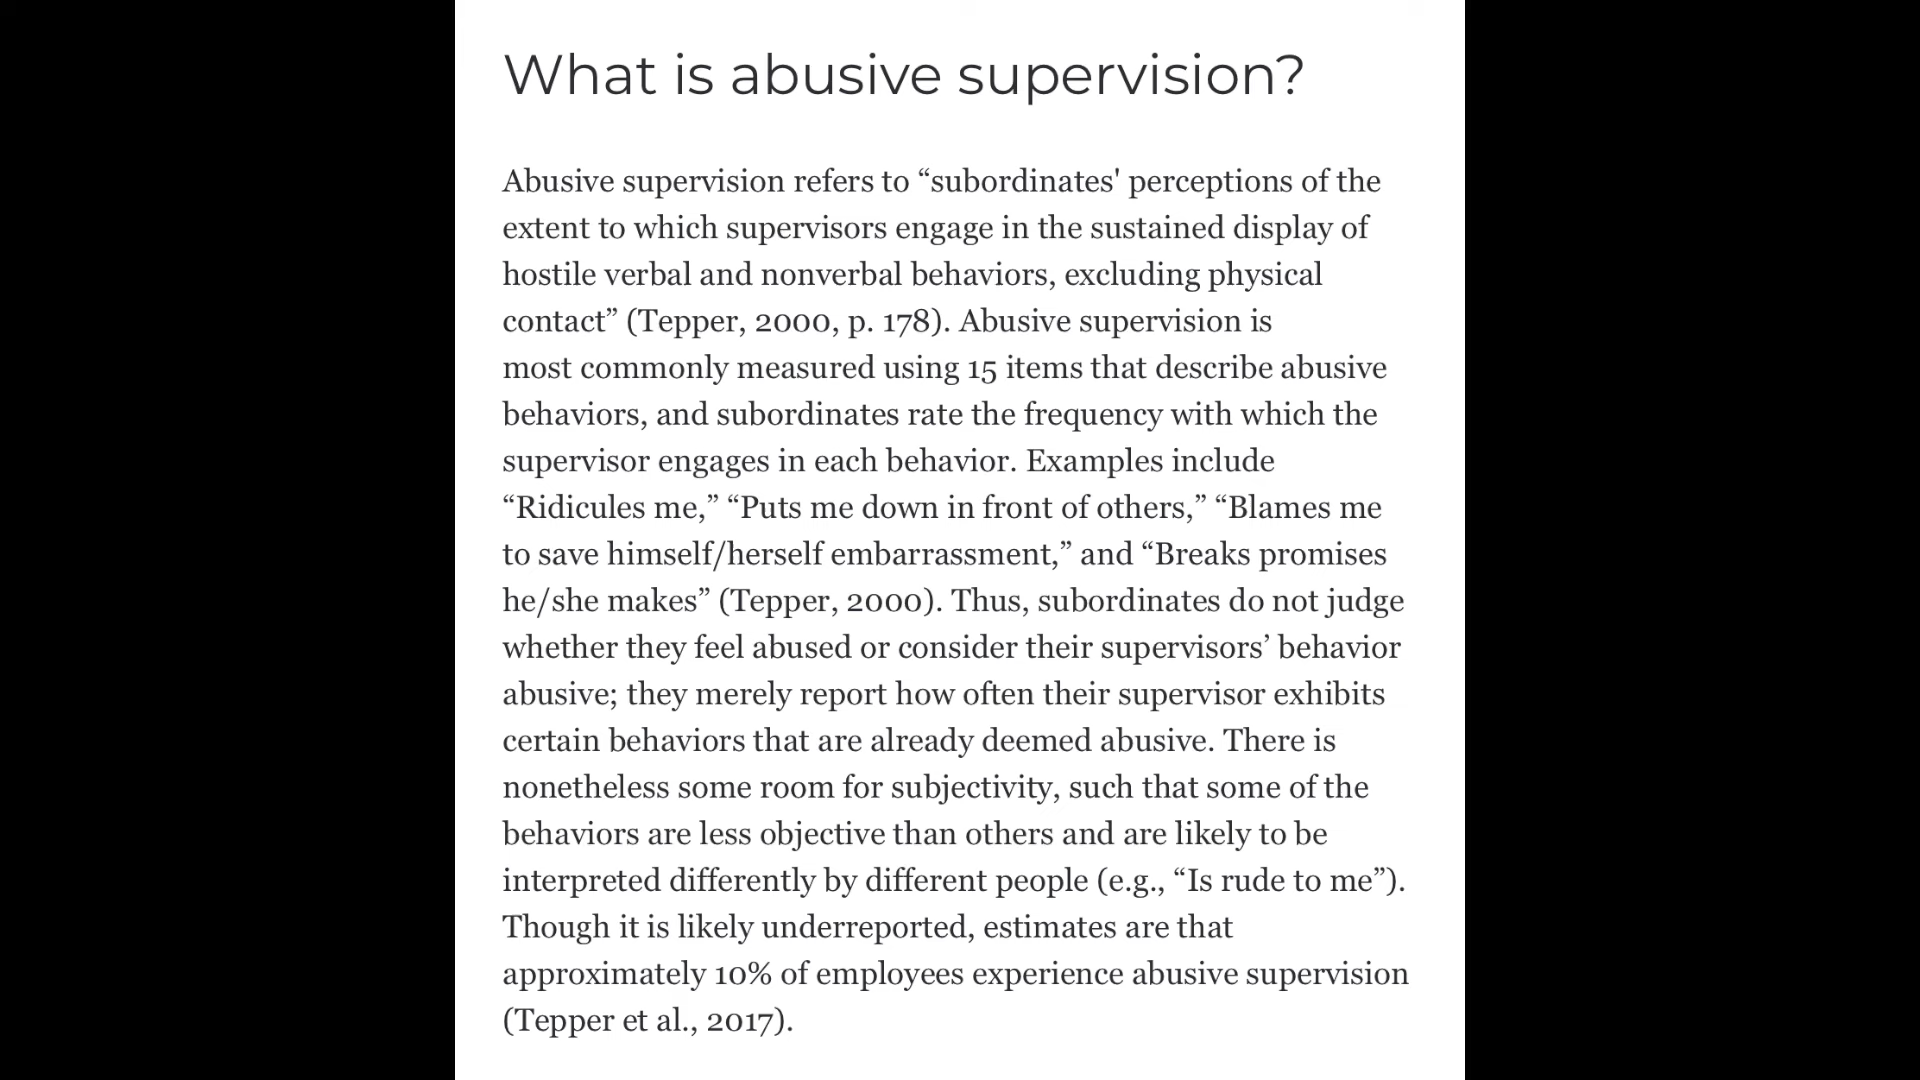 What is abusive supervision?
Abusive supervision refers to “subordinates' perceptions of the
extent to which supervisors engage in the sustained display of
hostile verbal and nonverbal behaviors, excluding physical
contact” (Tepper, 2000, p. 178). Abusive supervision is
most commonly measured using 15 items that describe abusive
behaviors, and subordinates rate the frequency with which the
supervisor engages in each behavior. Examples include
“Ridicules me,” “Puts me down in front of others,” “Blames me
to save himself/herself embarrassment,” and “Breaks promises
he/she makes” (Tepper, 2000). Thus, subordinates do not judge
whether they feel abused or consider their supervisors’ behavior
abusive; they merely report how often their supervisor exhibits
certain behaviors that are already deemed abusive. There is
nonetheless some room for subjectivity, such that some of the
behaviors are less objective than others and are likely to be
interpreted differently by different people (e.g., “Is rude to me”).
Though it is likely underreported, estimates are that
approximately 10% of employees experience abusive supervision
(Tepper et al., 2017).